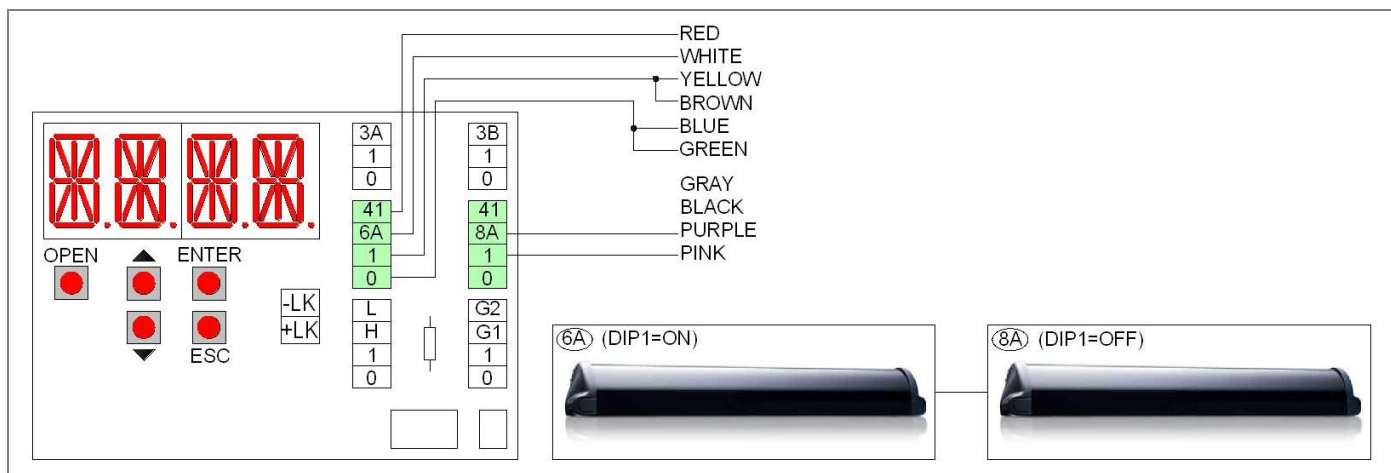 RED
WHITE
YELLOW
BROWN
BLUE
GREEN
GRAY
BLACK
PURPLE
PINK
OPEN
ENTER
ESC
-LK
+LK
3A
1
0
41
6A
1
0
L
H
1
0
3B
1
0
41
8A
1
0
G2
G1
1
0
6A (DIP1=ON)
8A (DIP1=OFF)